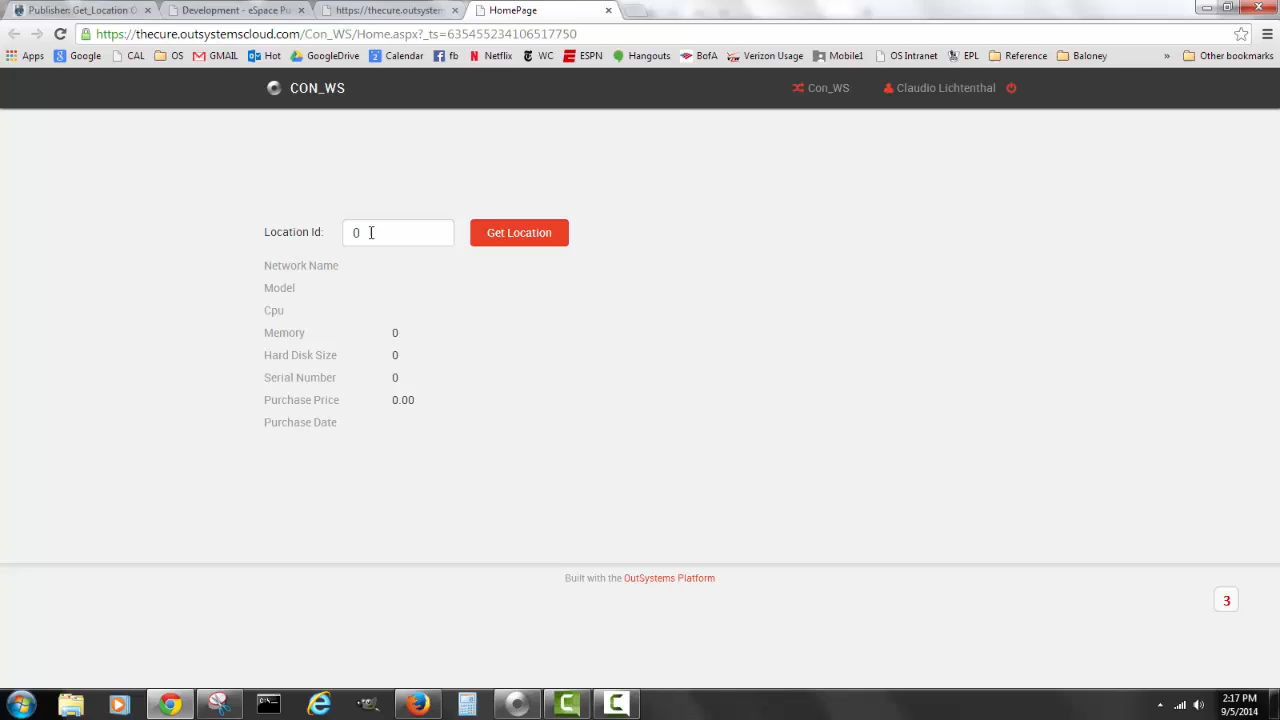 Publisher: Get_Location O
Development - eSpace Pu
https://thecure.outsystem
HomePage
https://thecure.outsystemscloud.com/Con_WS/Home.aspx?_ts=635455234106517750
Apps Google CAL OS GMAIL GoogleDrive Hot Calendar fb Netflix WC ESPN Hangouts BofA Verizon Usage Mobile1 OS Intranet EPL Reference Baloney » Other bookmarks
CON_WS Con_WS Claudio Lichtenthal
Location Id: 0 Get Location
Network Name
Model
Cpu
Memory 0
Hard Disk Size 0
Serial Number 0
Purchase Price 0.00
Purchase Date
Built with the OutSystems Platform
3
2:17 PM
9/5/2014